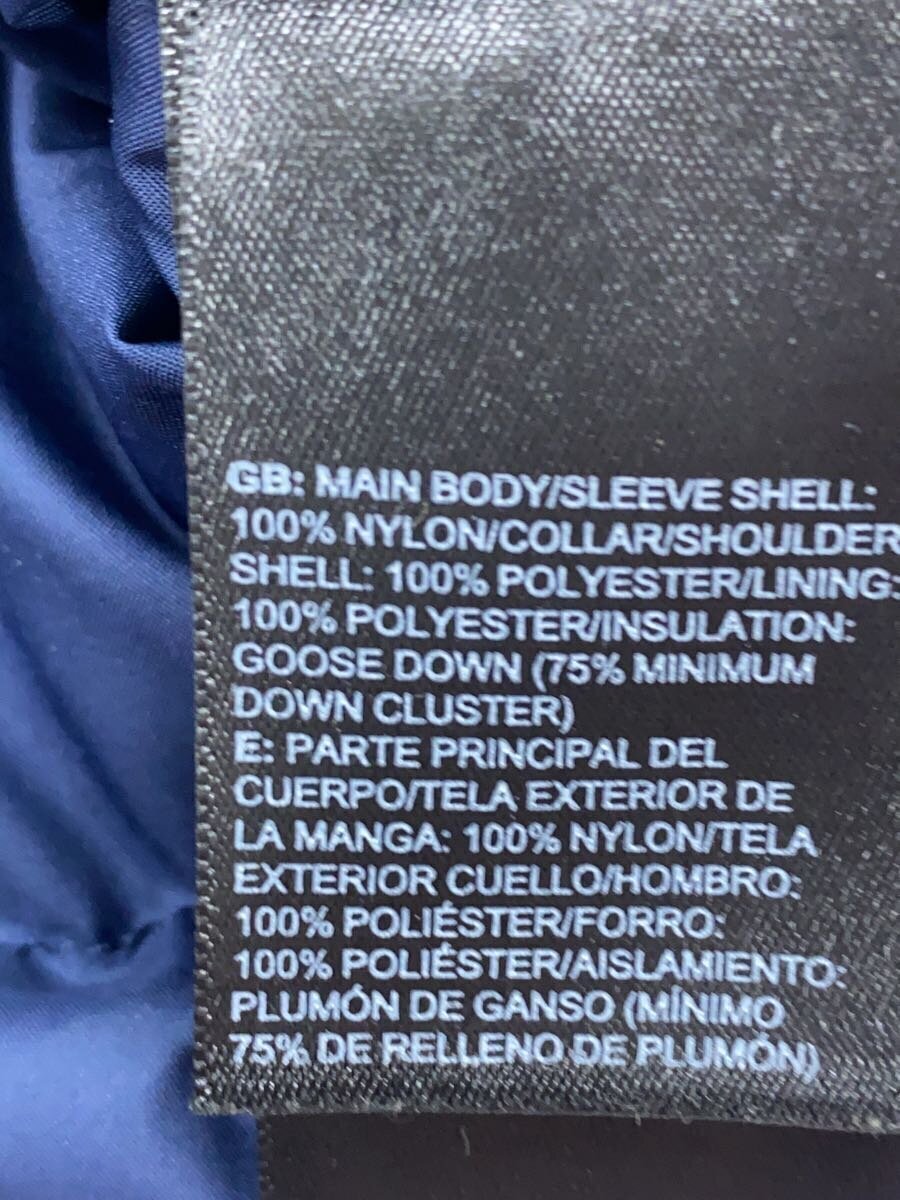 GB: MAIN BODY/SLEEVE SHELL:
100% NYLON/COLLAR/SHOULDER
SHELL: 100% POLYESTER/LINING:
100% POLYESTER/INSULATION:
GOOSE DOWN (75% MINIMUM
DOWN CLUSTER)
E: PARTE PRINCIPAL DEL
CUERPO/TELA EXTERIOR DE
LA MANGA: 100% NYLON/TELA
EXTERIOR CUELLO/HOMBRO:
100% POLIÉSTER/FORRO:
100% POLIÉSTER/AISLAMIENTO:
PLUMÓN DE GANSO (MÍNIMO
75% DE RELLENO DE PLUMÓN)